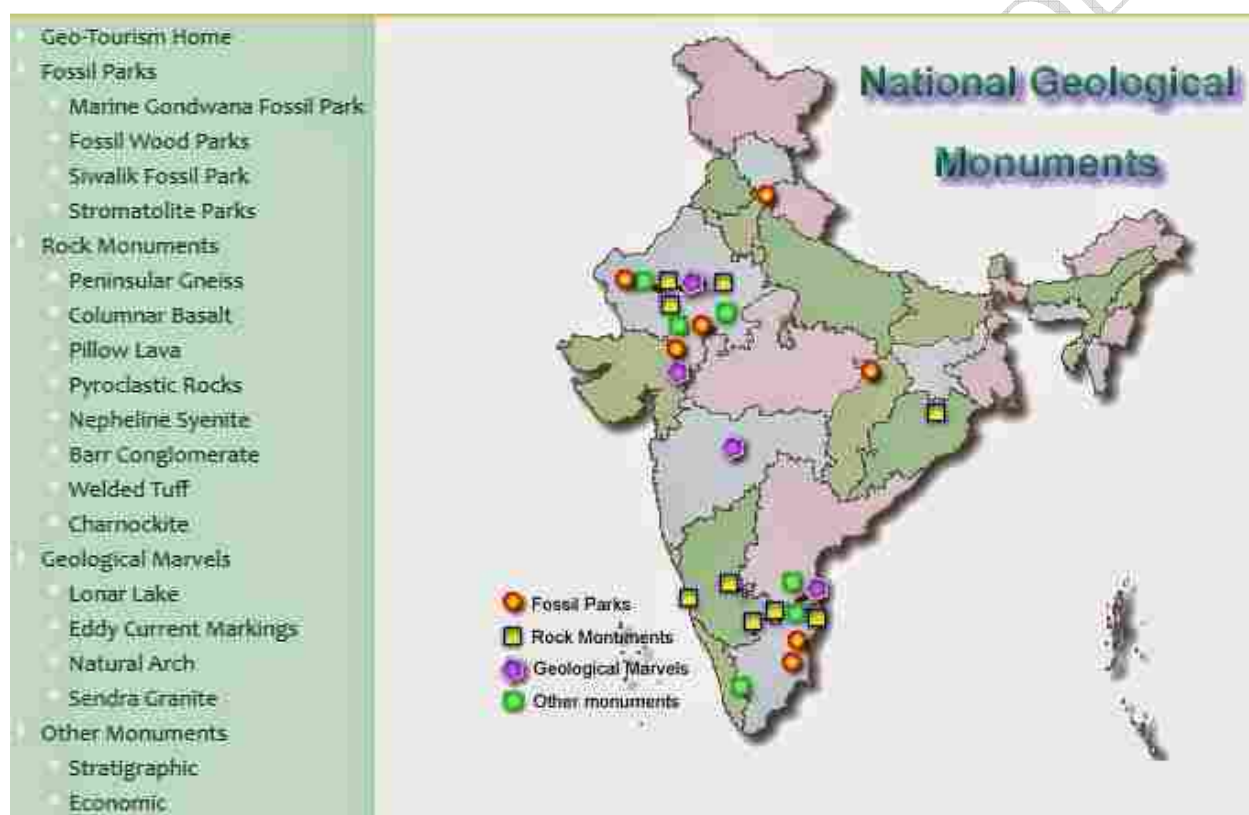 Geo-Tourism Home
Fossil Parks
Marine Gondwana Fossil Park
Fossil Wood Parks
Siwalik Fossil Park
Stromatolite Parks
Rock Monuments
Peninsular Gneiss
Columnar Basalt
Pillow Lava
Pyroclastic Rocks
Nepheline Syenite
Barr Conglomerate
Welded Tuff
Charnockite
Geological Marvels
Lonar Lake
Eddy Current Markings
Natural Arch
Sendra Granite
Other Monuments
Stratigraphic
Economic
National Geological
Monuments
Fossil Parks
Rock Montiments
Geological Marvels
Other monuments